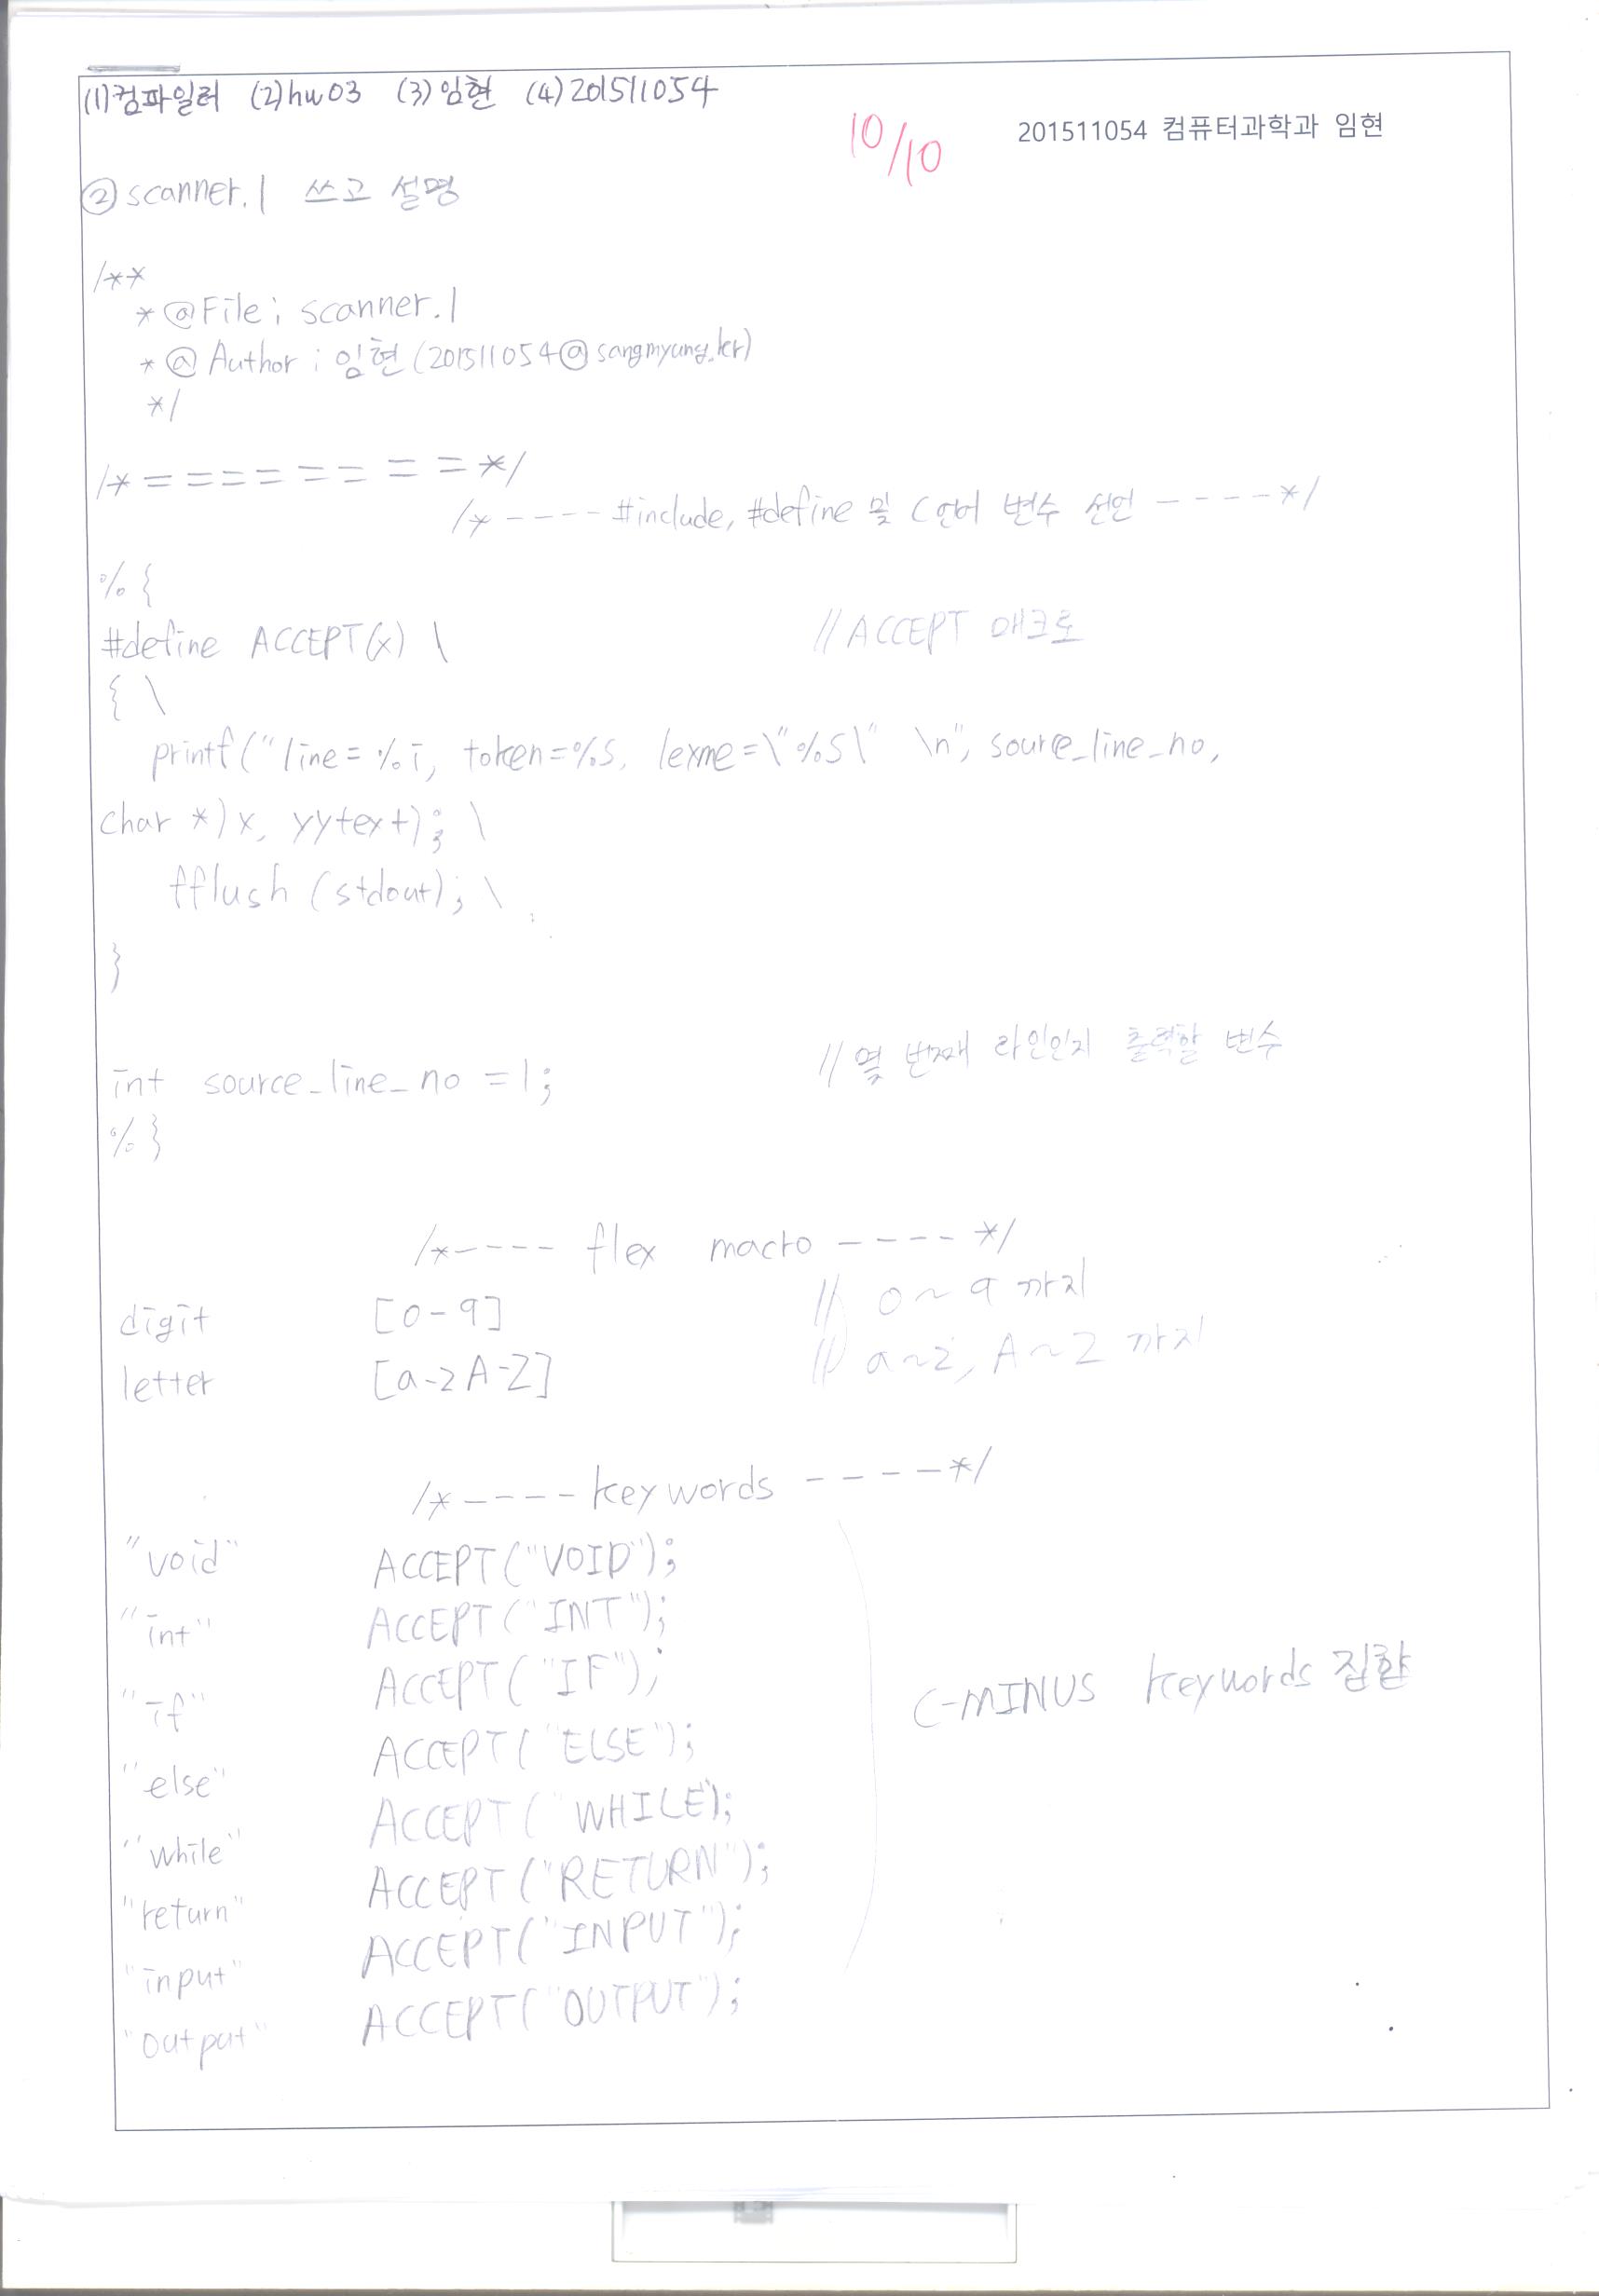 (1)컴파일러 (2)hw03 (3)임현 (4)201511054
10/10
201511054 컴퓨터과학과 임현
②scanner.l 쓰고 설명
/**
*@File: scanner.l
*@Author: 임현(201511054@sangmyung.kr)
*/
/*=========*/
/*----#include, #define 및 C언어 변수 선언----*/
%{
#define ACCEPT(x) \ //ACCEPT 매크로
{ \
printf("line=%i, token=%s, lexme=\"%s\" \n", source_line_no,
char *)x, yytext); \
fflush(stdout); \
}
int source_line_no =1; //몇 번째 라인인지 출력할 변수
%}
/*---- flex macro ----*/
digit [0-9] // 0~9 까지
letter [a-zA-Z] // a~z, A~Z 까지
/*----keywords----*/
"void" ACCEPT("VOID");
"int" ACCEPT("INT");
"if" ACCEPT("IF");
"else" ACCEPT("ELSE");
C-MINUS keywords 집합
"while" ACCEPT("WHILE");
"return" ACCEPT("RETURN");
"input" ACCEPT("INPUT");
"output" ACCEPT("OUTPUT");